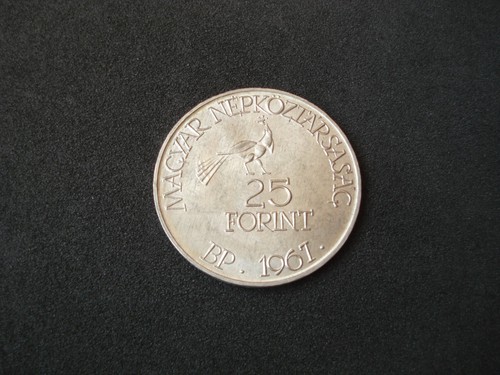 MAGYAR NÉPKÖZTÁRSASÁG
25
FORINT
BP. 1967.